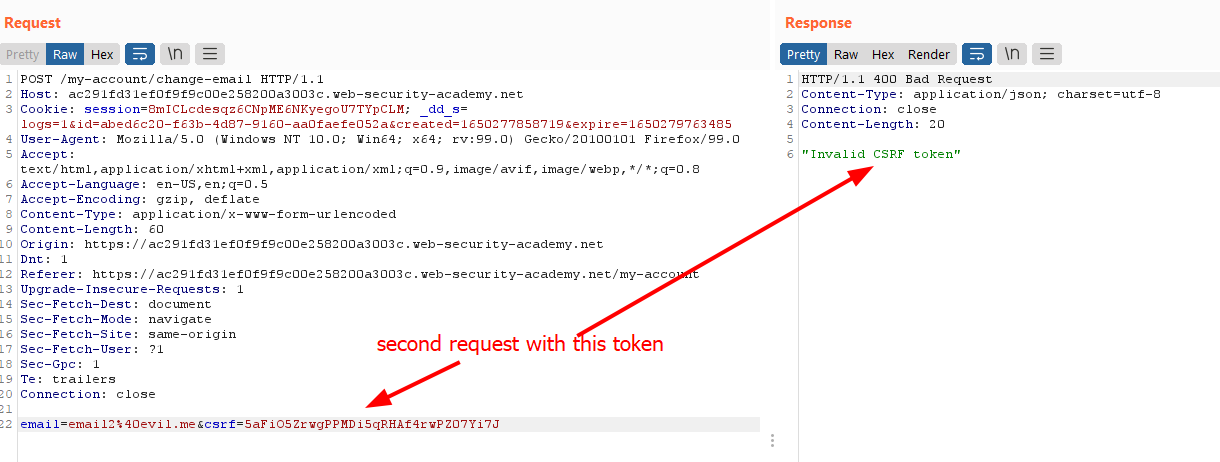 Request
Response
Pretty Raw Hex \n
Pretty Raw Hex Render \n
1 POST /my-account/change-email HTTP/1.1
2 Host: ac291fd31ef0f9f9c00e258200a3003c.web-security-academy.net
3 Cookie: session=8mICLcdesqz6CNpME6NKyegoU7TYpCLM; _dd_s=
logs=1&id=abed6c20-f63b-4d87-9160-aa0faefe052a&created=1650277858719&expire=1650279763485
4 User-Agent: Mozilla/5.0 (Windows NT 10.0; Win64; x64; rv:99.0) Gecko/20100101 Firefox/99.0
5 Accept:
text/html,application/xhtml+xml,application/xml;q=0.9,image/avif,image/webp,*/*;q=0.8
6 Accept-Language: en-US,en;q=0.5
7 Accept-Encoding: gzip, deflate
8 Content-Type: application/x-www-form-urlencoded
9 Content-Length: 60
10 Origin: https://ac291fd31ef0f9f9c00e258200a3003c.web-security-academy.net
11 Dnt: 1
12 Referer: https://ac291fd31ef0f9f9c00e258200a3003c.web-security-academy.net/my-account
13 Upgrade-Insecure-Requests: 1
14 Sec-Fetch-Dest: document
15 Sec-Fetch-Mode: navigate
16 Sec-Fetch-Site: same-origin
17 Sec-Fetch-User: ?1
18 Sec-Gpc: 1
19 Te: trailers
20 Connection: close
21
22 email=email2%40evil.me&csrf=5aFiO5ZrwgPPMDi5qRHAf4rwPZ07Yi7J
1 HTTP/1.1 400 Bad Request
2 Content-Type: application/json; charset=utf-8
3 Connection: close
4 Content-Length: 20
5
6 "Invalid CSRF token"
second request with this token